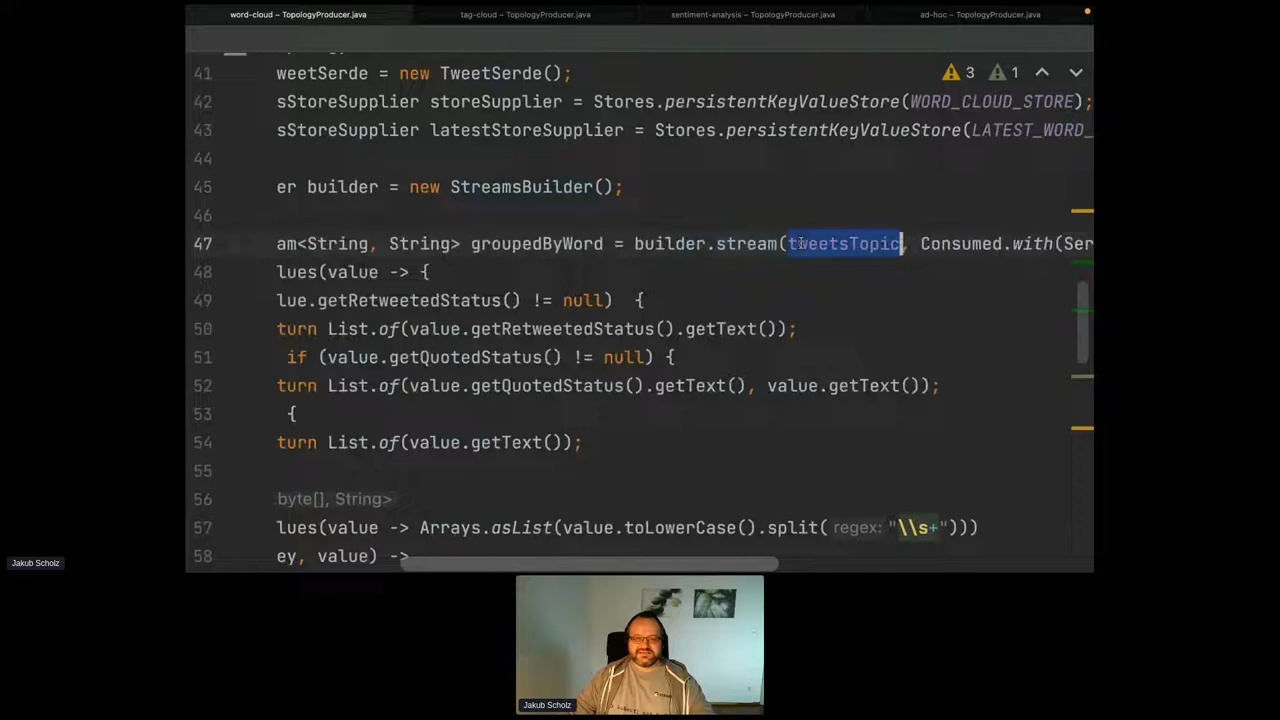 word-cloud – TopologyProducer.java
tag-cloud – TopologyProducer.java
sentiment-analysis – TopologyProducer.java
ad-hoc – TopologyProducer.java
41 weetSerde = new TweetSerde();
3 1
42 sStoreSupplier storeSupplier = Stores.persistentKeyValueStore(WORD_CLOUD_STORE);
43 sStoreSupplier latestStoreSupplier = Stores.persistentKeyValueStore(LATEST_WORD_
44
45 er builder = new StreamsBuilder();
46
47 am<String, String> groupedByWord = builder.stream(tweetsTopic, Consumed.with(Ser
48 lues(value -> {
49 lue.getRetweetedStatus() != null) {
50 turn List.of(value.getRetweetedStatus().getText());
51 if (value.getQuotedStatus() != null) {
52 turn List.of(value.getQuotedStatus().getText(), value.getText());
53 {
54 turn List.of(value.getText());
55
56 byte[], String>
57 lues(value -> Arrays.asList(value.toLowerCase().split( regex: "\\s+")))
58 ey, value) ->
Jakub Scholz
Jakub Scholz